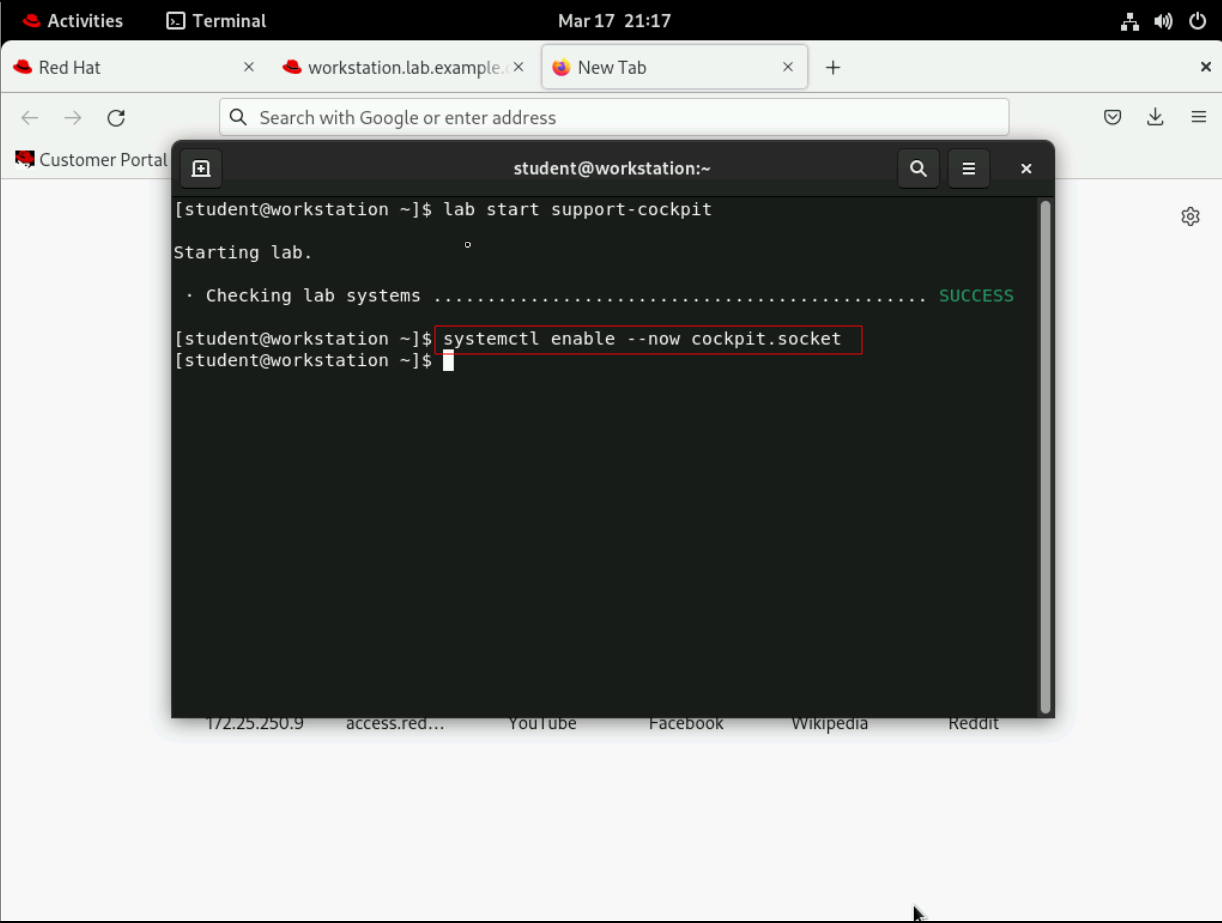 Activities Terminal Mar 17 21:17
Red Hat workstation.lab.example. New Tab
Search with Google or enter address
Customer Portal
student@workstation:~
[student@workstation ~]$ lab start support-cockpit
Starting lab.
· Checking lab systems .............................................. SUCCESS
[student@workstation ~]$ systemctl enable --now cockpit.socket
[student@workstation ~]$
172.25.250.9 access.red… YouTube Facebook Wikipedia Reddit